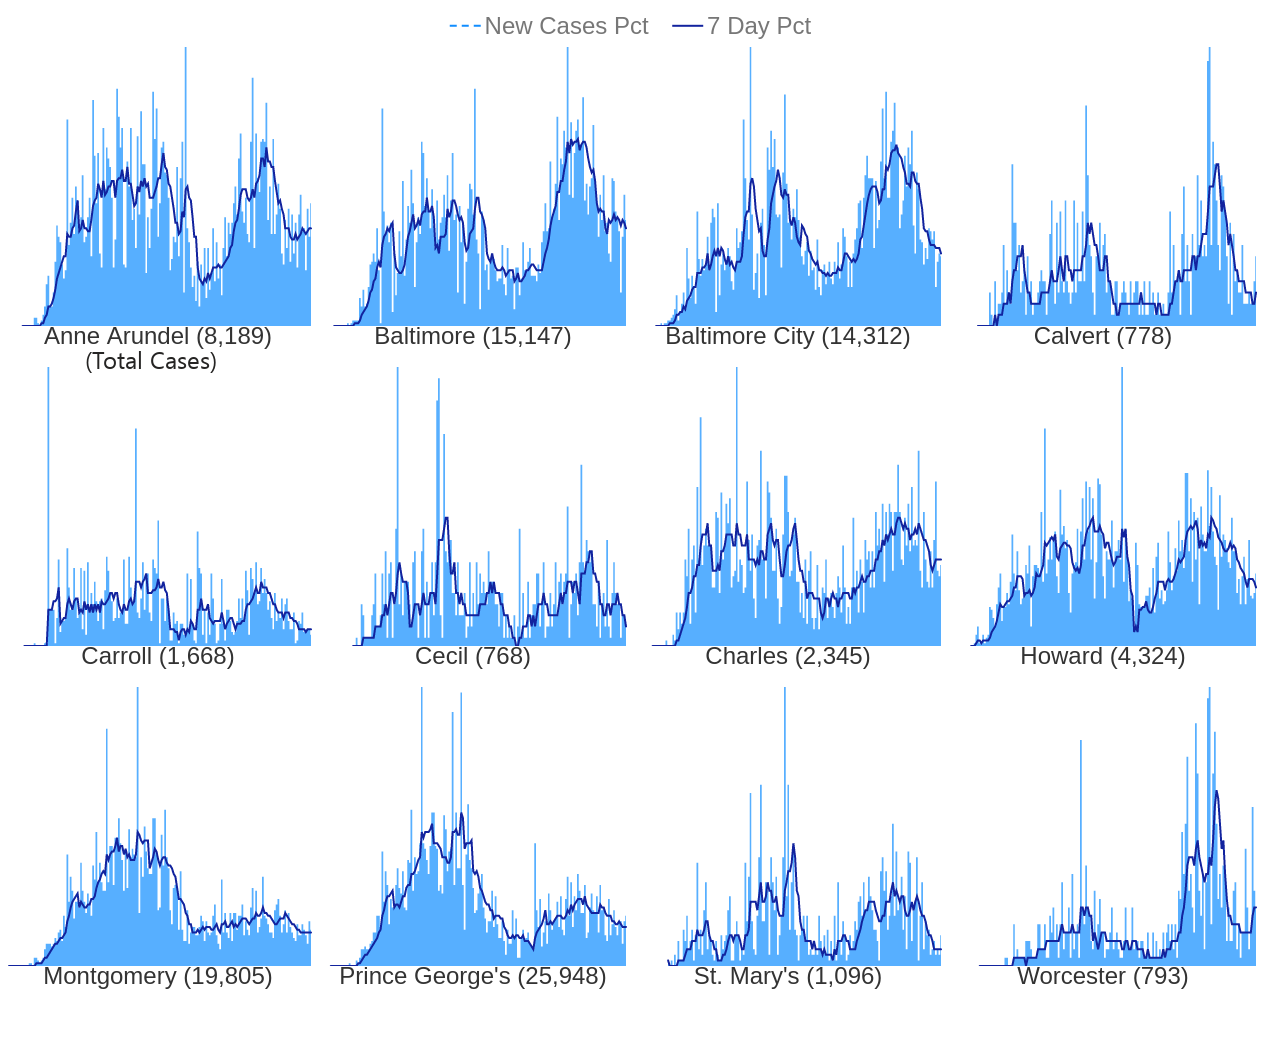 New Cases Pct 7 Day Pct
Anne Arundel (8,189) Baltimore (15,147) Baltimore City (14,312) Calvert (778)
(Total Cases)
Carroll (1,668) Cecil (768) Charles (2,345) Howard (4,324)
Montgomery (19,805) Prince George's (25,948) St. Mary's (1,096) Worcester (793)